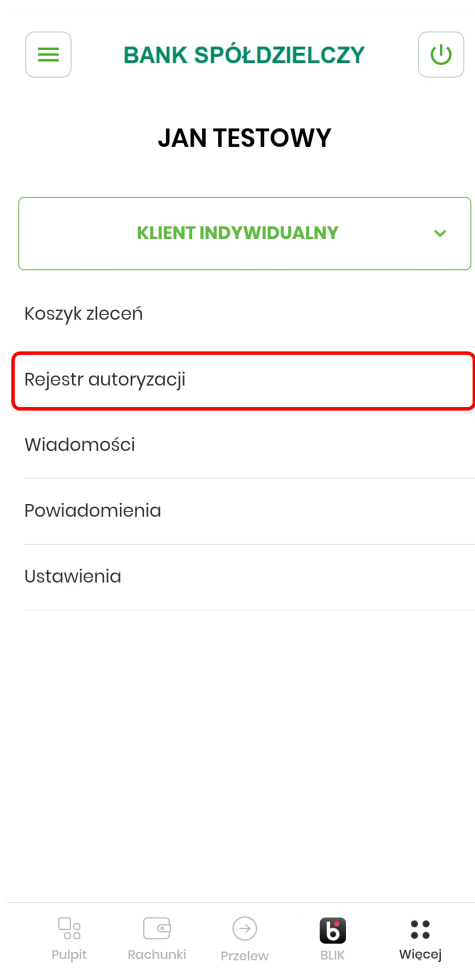 BANK SPÓŁDZIELCZY
JAN TESTOWY
KLIENT INDYWIDUALNY
Koszyk zleceń
Rejestr autoryzacji
Wiadomości
Powiadomienia
Ustawienia
Pulpit Rachunki Przelew BLIK Więcej